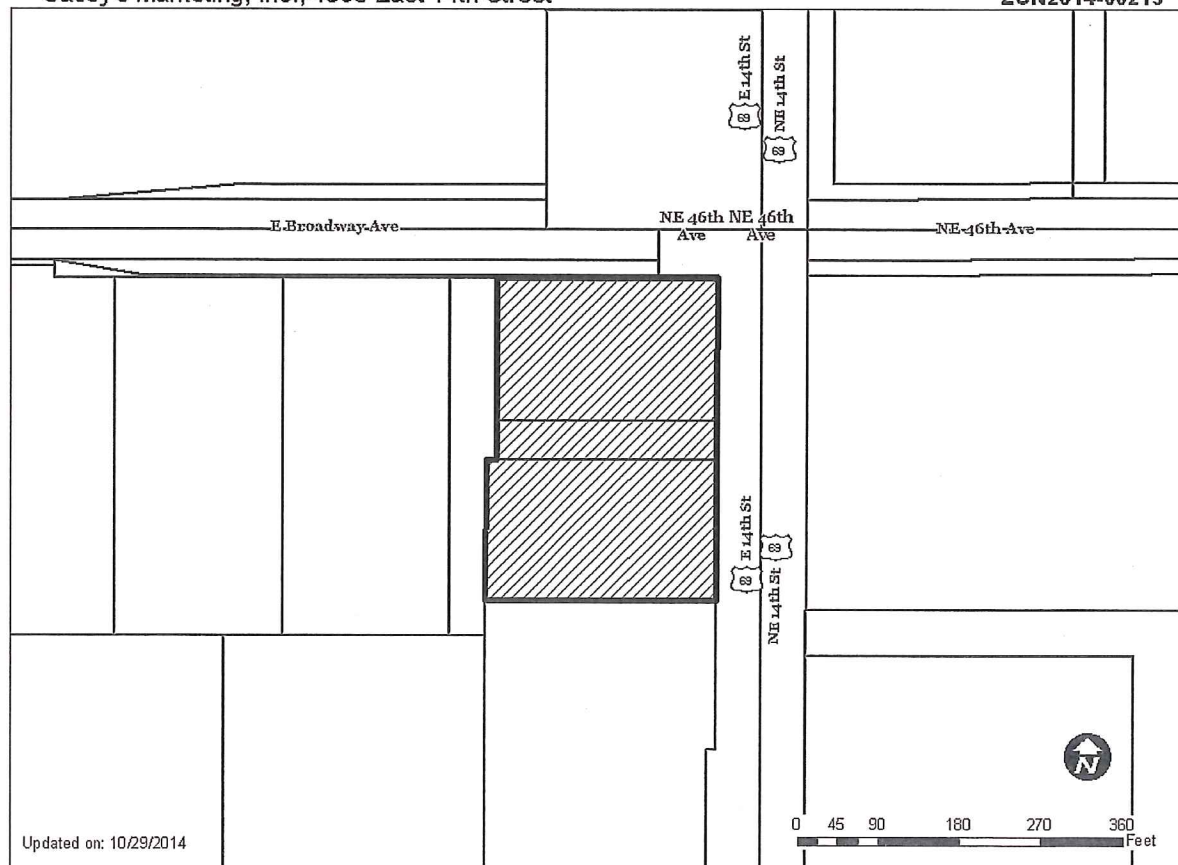 E 14th St
NE 14th St
69
69
E Broadway Ave
NE 46th
Ave
NE 46th
Ave
NE 46th Ave
E 14th St
69
69
NE 14th St
N
Updated on: 10/29/2014
0 45 90 180 270 360
Feet